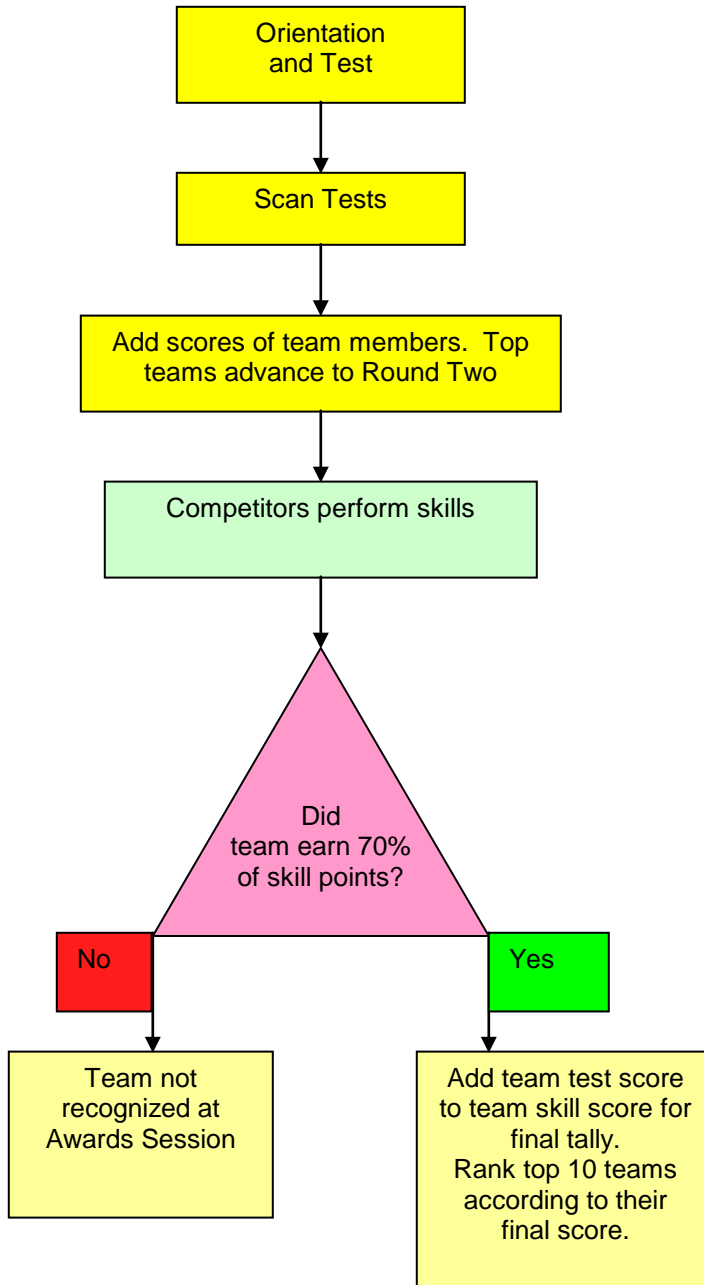 Orientation
and Test
Scan Tests
Add scores of team members.  Top
teams advance to Round Two
Competitors perform skills
Did
team earn 70%
of skill points?
No
Yes
Team not
recognized at
Awards Session
Add team test score
to team skill score for
final tally.
Rank top 10 teams
according to their
final score.